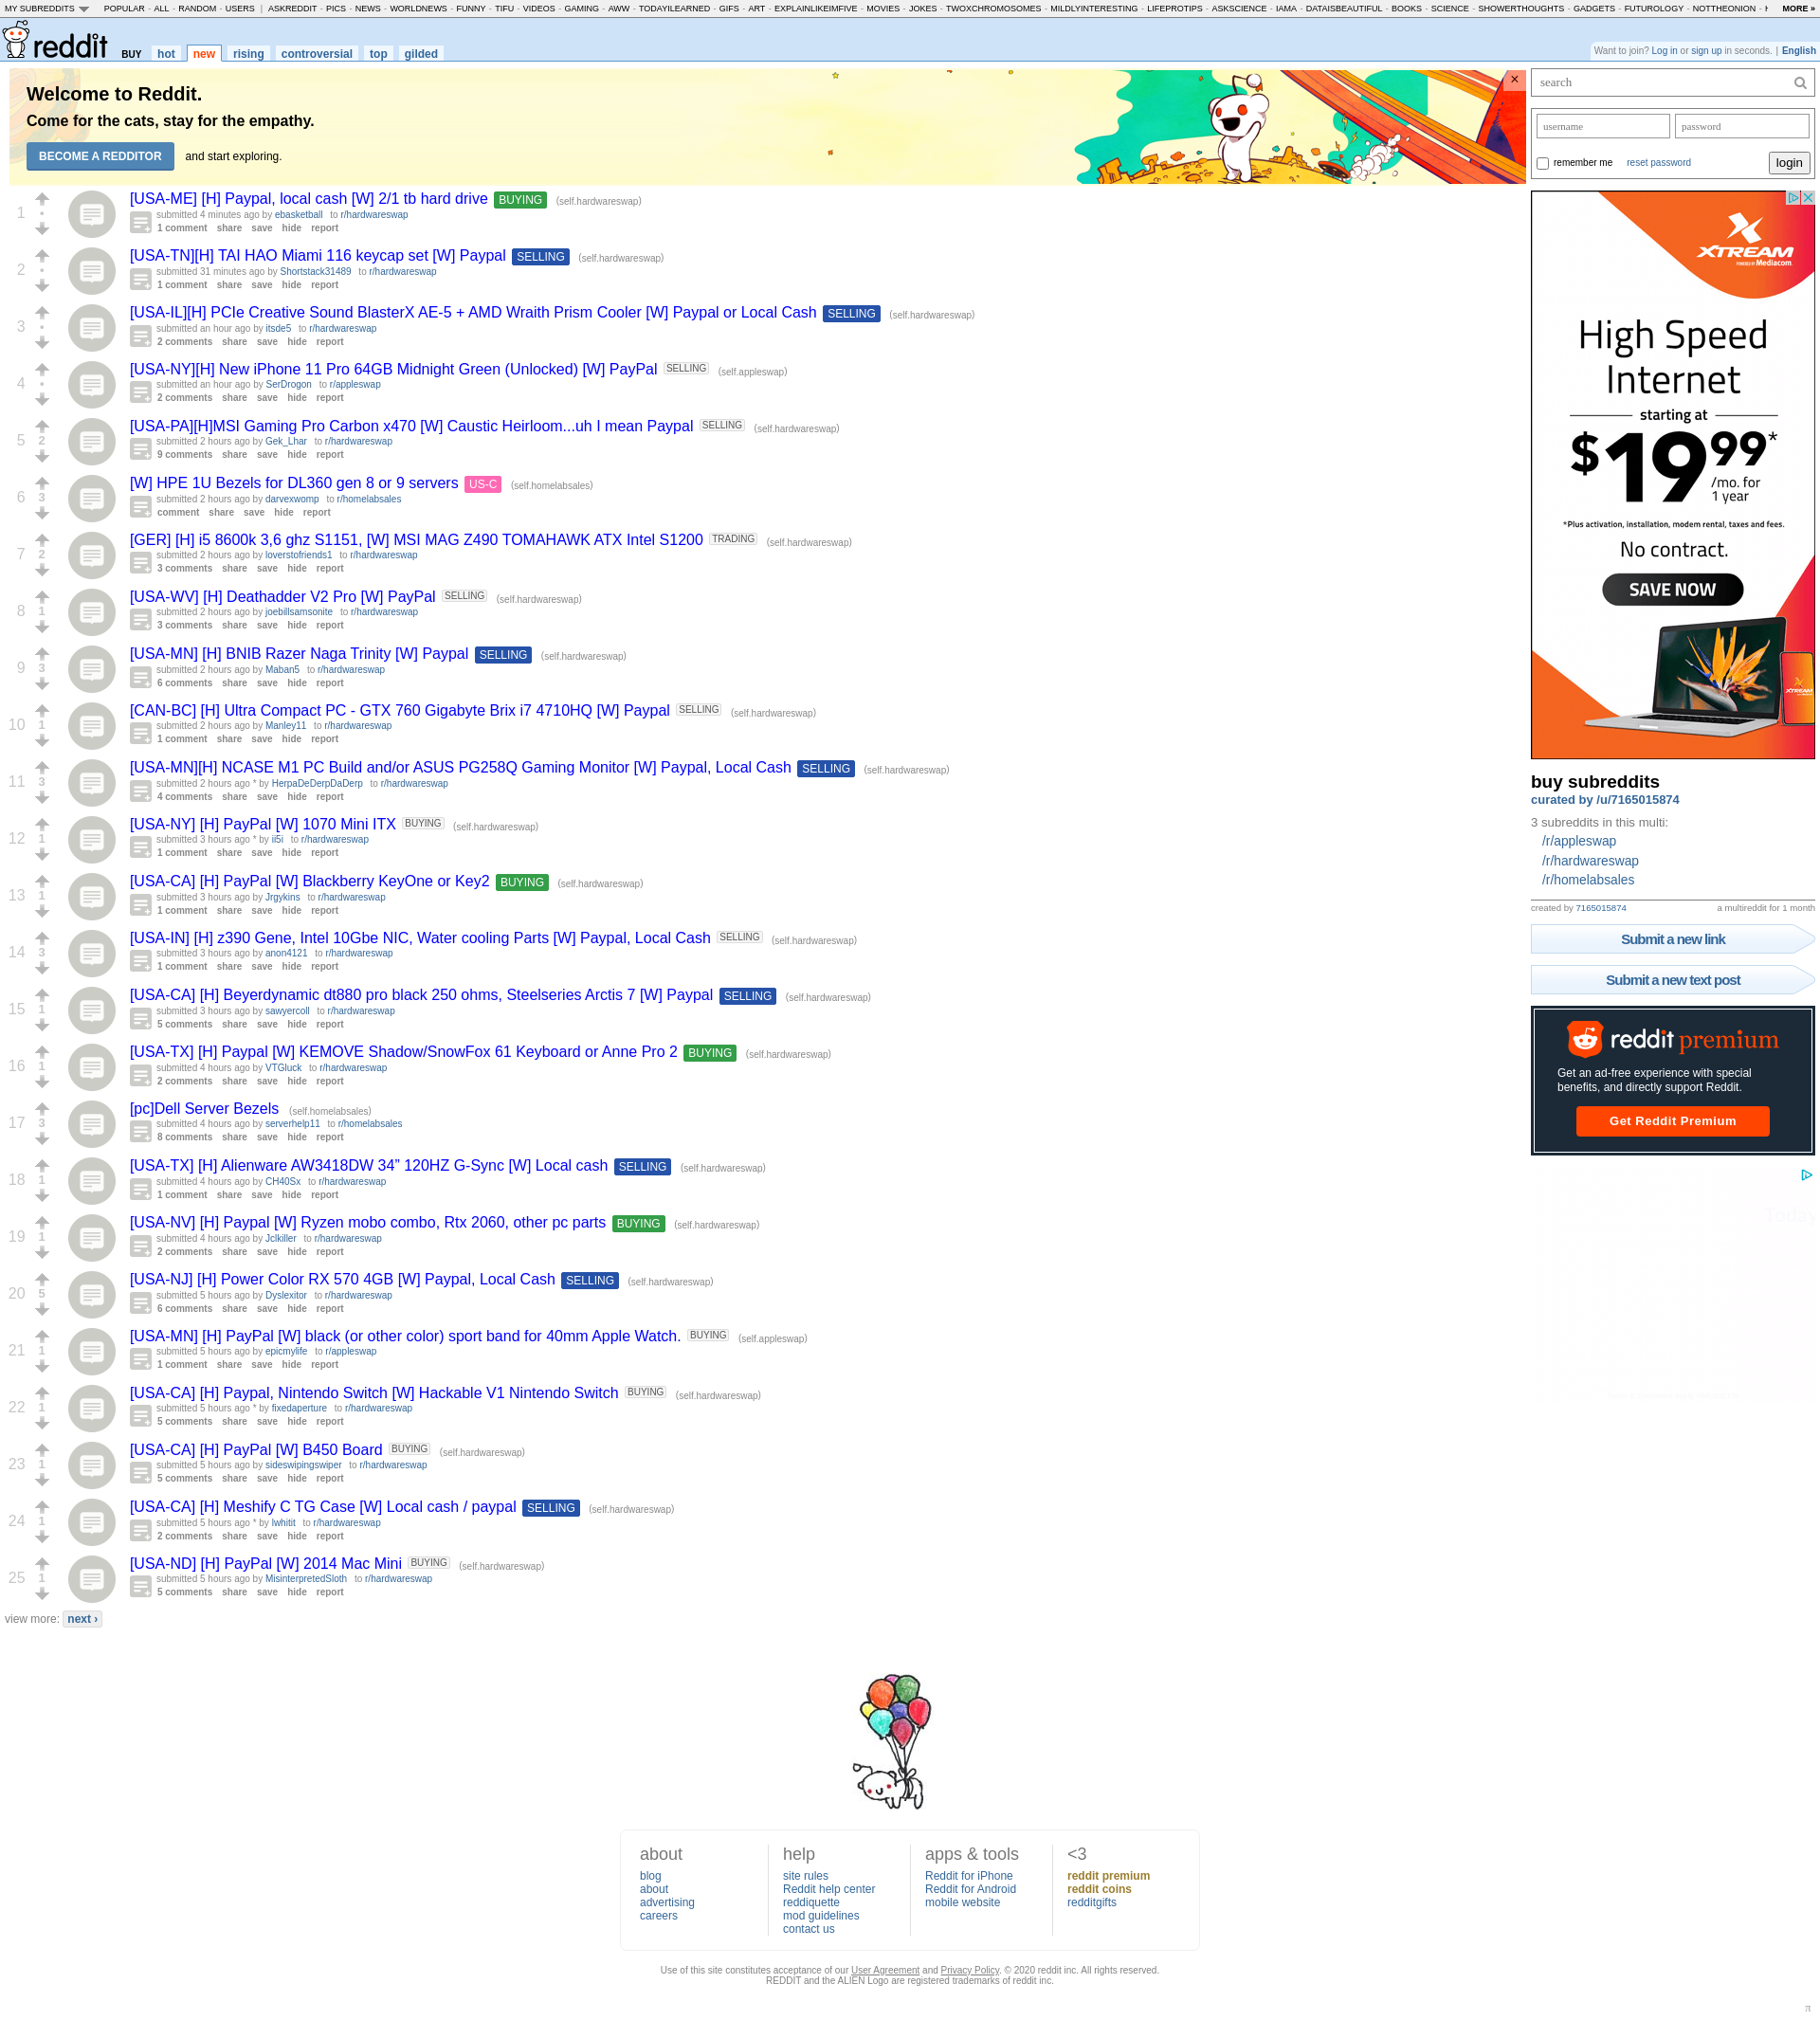 MY SUBREDDITS POPULAR - ALL - RANDOM - USERS | ASKREDDIT - PICS - NEWS - WORLDNEWS - FUNNY - TIFU - VIDEOS - GAMING - AWW - TODAYILEARNED - GIFS - ART - EXPLAINLIKEIMFIVE - MOVIES - JOKES - TWOXCHROMOSOMES - MILDLYINTERESTING - LIFEPROTIPS - ASKSCIENCE - IAMA - DATAISBEAUTIFUL - BOOKS - SCIENCE - SHOWERTHOUGHTS - GADGETS - FUTUROLOGY - NOTTHEONION - MORE »
reddit BUY hot new rising controversial top gilded
Want to join? Log in or sign up in seconds. | English
Welcome to Reddit.
Come for the cats, stay for the empathy.
BECOME A REDDITOR and start exploring.
×
1
[USA-ME] [H] Paypal, local cash [W] 2/1 tb hard drive BUYING (self.hardwareswap)
submitted 4 minutes ago by ebasketball to r/hardwareswap
1 comment share save hide report
2
[USA-TN][H] TAI HAO Miami 116 keycap set [W] Paypal SELLING (self.hardwareswap)
submitted 31 minutes ago by Shortstack31489 to r/hardwareswap
1 comment share save hide report
3
[USA-IL][H] PCIe Creative Sound BlasterX AE-5 + AMD Wraith Prism Cooler [W] Paypal or Local Cash SELLING (self.hardwareswap)
submitted an hour ago by itsde5 to r/hardwareswap
2 comments share save hide report
4
[USA-NY][H] New iPhone 11 Pro 64GB Midnight Green (Unlocked) [W] PayPal SELLING (self.appleswap)
submitted an hour ago by SerDrogon to r/appleswap
2 comments share save hide report
5 2
[USA-PA][H]MSI Gaming Pro Carbon x470 [W] Caustic Heirloom...uh I mean Paypal SELLING (self.hardwareswap)
submitted 2 hours ago by Gek_Lhar to r/hardwareswap
9 comments share save hide report
6 3
[W] HPE 1U Bezels for DL360 gen 8 or 9 servers US-C (self.homelabsales)
submitted 2 hours ago by darvexwomp to r/homelabsales
comment share save hide report
7 2
[GER] [H] i5 8600k 3,6 ghz S1151, [W] MSI MAG Z490 TOMAHAWK ATX Intel S1200 TRADING (self.hardwareswap)
submitted 2 hours ago by loverstofriends1 to r/hardwareswap
3 comments share save hide report
8 1
[USA-WV] [H] Deathadder V2 Pro [W] PayPal SELLING (self.hardwareswap)
submitted 2 hours ago by joebillsamsonite to r/hardwareswap
3 comments share save hide report
9 3
[USA-MN] [H] BNIB Razer Naga Trinity [W] Paypal SELLING (self.hardwareswap)
submitted 2 hours ago by Maban5 to r/hardwareswap
6 comments share save hide report
10 1
[CAN-BC] [H] Ultra Compact PC - GTX 760 Gigabyte Brix i7 4710HQ [W] Paypal SELLING (self.hardwareswap)
submitted 2 hours ago by Manley11 to r/hardwareswap
1 comment share save hide report
11 3
[USA-MN][H] NCASE M1 PC Build and/or ASUS PG258Q Gaming Monitor [W] Paypal, Local Cash SELLING (self.hardwareswap)
submitted 2 hours ago * by HerpaDeDerpDaDerp to r/hardwareswap
4 comments share save hide report
12 1
[USA-NY] [H] PayPal [W] 1070 Mini ITX BUYING (self.hardwareswap)
submitted 3 hours ago * by ii5i to r/hardwareswap
1 comment share save hide report
13 1
[USA-CA] [H] PayPal [W] Blackberry KeyOne or Key2 BUYING (self.hardwareswap)
submitted 3 hours ago by Jrgykins to r/hardwareswap
1 comment share save hide report
14 3
[USA-IN] [H] z390 Gene, Intel 10Gbe NIC, Water cooling Parts [W] Paypal, Local Cash SELLING (self.hardwareswap)
submitted 3 hours ago by anon4121 to r/hardwareswap
1 comment share save hide report
15 1
[USA-CA] [H] Beyerdynamic dt880 pro black 250 ohms, Steelseries Arctis 7 [W] Paypal SELLING (self.hardwareswap)
submitted 3 hours ago by sawyercoll to r/hardwareswap
5 comments share save hide report
16 1
[USA-TX] [H] Paypal [W] KEMOVE Shadow/SnowFox 61 Keyboard or Anne Pro 2 BUYING (self.hardwareswap)
submitted 4 hours ago by VTGluck to r/hardwareswap
2 comments share save hide report
17 3
[pc]Dell Server Bezels (self.homelabsales)
submitted 4 hours ago by serverhelp11 to r/homelabsales
8 comments share save hide report
18 1
[USA-TX] [H] Alienware AW3418DW 34” 120HZ G-Sync [W] Local cash SELLING (self.hardwareswap)
submitted 4 hours ago by CH40Sx to r/hardwareswap
1 comment share save hide report
19 1
[USA-NV] [H] Paypal [W] Ryzen mobo combo, Rtx 2060, other pc parts BUYING (self.hardwareswap)
submitted 4 hours ago by Jclkiller to r/hardwareswap
2 comments share save hide report
20 5
[USA-NJ] [H] Power Color RX 570 4GB [W] Paypal, Local Cash SELLING (self.hardwareswap)
submitted 5 hours ago by Dyslexitor to r/hardwareswap
6 comments share save hide report
21 1
[USA-MN] [H] PayPal [W] black (or other color) sport band for 40mm Apple Watch. BUYING (self.appleswap)
submitted 5 hours ago by epicmylife to r/appleswap
1 comment share save hide report
22 1
[USA-CA] [H] Paypal, Nintendo Switch [W] Hackable V1 Nintendo Switch BUYING (self.hardwareswap)
submitted 5 hours ago * by fixedaperture to r/hardwareswap
5 comments share save hide report
23 1
[USA-CA] [H] PayPal [W] B450 Board BUYING (self.hardwareswap)
submitted 5 hours ago by sideswipingswiper to r/hardwareswap
5 comments share save hide report
24 1
[USA-CA] [H] Meshify C TG Case [W] Local cash / paypal SELLING (self.hardwareswap)
submitted 5 hours ago * by lwhitit to r/hardwareswap
2 comments share save hide report
25 1
[USA-ND] [H] PayPal [W] 2014 Mac Mini BUYING (self.hardwareswap)
submitted 5 hours ago by MisinterpretedSloth to r/hardwareswap
5 comments share save hide report
view more: next ›
search
username password
remember me reset password login
XTREAM
POWERED BY Mediacom
High Speed
Internet
starting at
$19.99*
/mo. for
1 year
*Plus activation, installation, modem rental, taxes and fees.
No contract.
SAVE NOW
XTREAM
buy subreddits
curated by /u/7165015874
3 subreddits in this multi:
/r/appleswap
/r/hardwareswap
/r/homelabsales
created by 7165015874 a multireddit for 1 month
Submit a new link
Submit a new text post
reddit premium
Get an ad-free experience with special
benefits, and directly support Reddit.
Get Reddit Premium
about
blog
about
advertising
careers
help
site rules
Reddit help center
reddiquette
mod guidelines
contact us
apps & tools
Reddit for iPhone
Reddit for Android
mobile website
<3
reddit premium
reddit coins
redditgifts
Use of this site constitutes acceptance of our User Agreement and Privacy Policy. © 2020 reddit inc. All rights reserved.
REDDIT and the ALIEN Logo are registered trademarks of reddit inc.
π